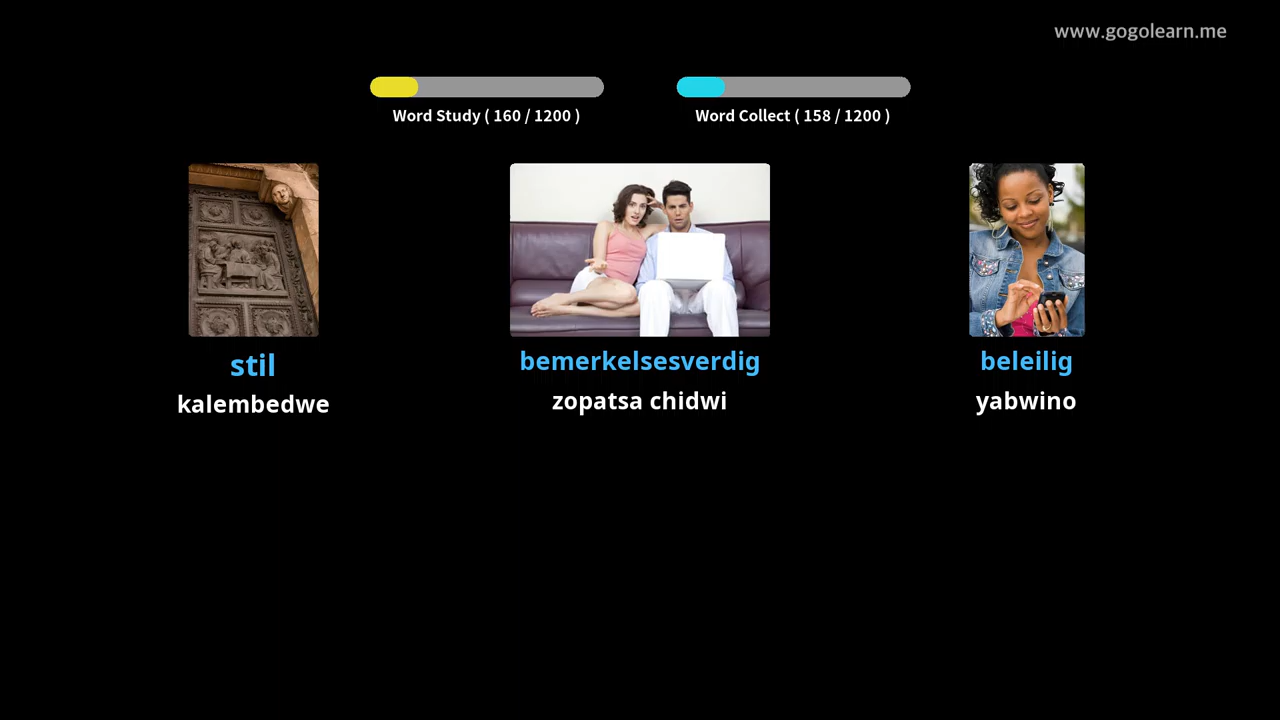 www.gogolearn.me
Word Study ( 160 / 1200 )
Word Collect ( 158 / 1200 )
stil
bemerkelsesverdig
beleilig
kalembedwe
zopatsa chidwi
yabwino